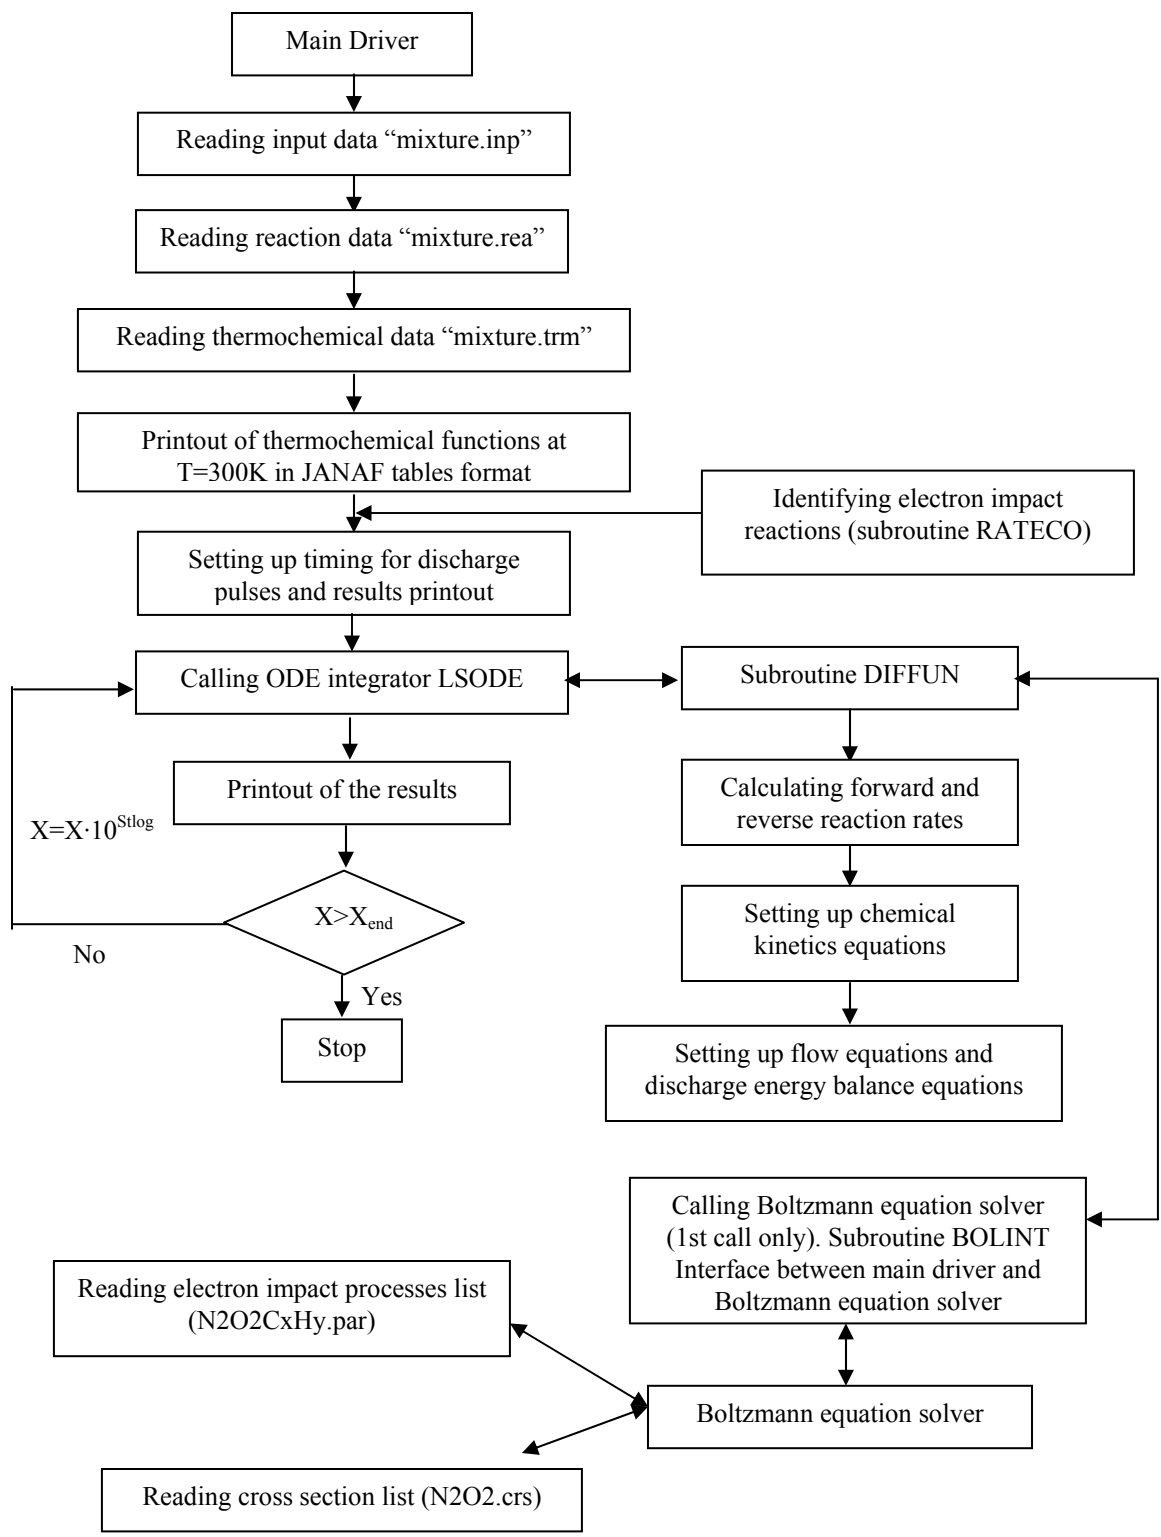 Main Driver
Reading input data “mixture.inp”
Reading reaction data “mixture.rea”
Reading thermochemical data “mixture.trm”
Printout of thermochemical functions at
T=300K in JANAF tables format
Identifying electron impact
reactions (subroutine RATECO)
Setting up timing for discharge
pulses and results printout
Calling ODE integrator LSODE
Subroutine DIFFUN
Printout of the results
Calculating forward and
reverse reaction rates
X=X·10^Stlog
X>X_end
No
Yes
Stop
Setting up chemical
kinetics equations
Setting up flow equations and
discharge energy balance equations
Calling Boltzmann equation solver
(1st call only). Subroutine BOLINT
Interface between main driver and
Boltzmann equation solver
Reading electron impact processes list
(N2O2CxHy.par)
Boltzmann equation solver
Reading cross section list (N2O2.crs)